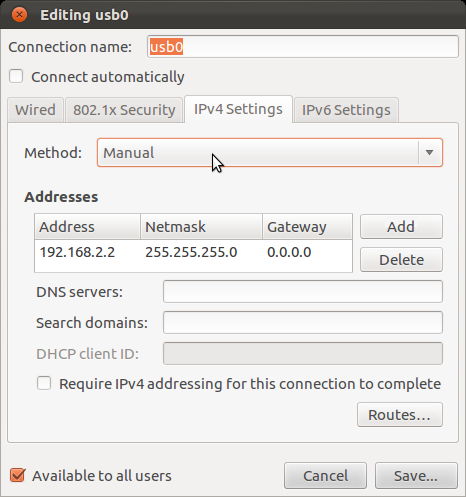 Editing usb0
Connection name: usb0
Connect automatically
Wired 802.1x Security IPv4 Settings IPv6 Settings
Method: Manual
Addresses
Address Netmask Gateway Add
192.168.2.2 255.255.255.0 0.0.0.0
Delete
DNS servers:
Search domains:
DHCP client ID:
Require IPv4 addressing for this connection to complete
Routes…
Available to all users Cancel Save...